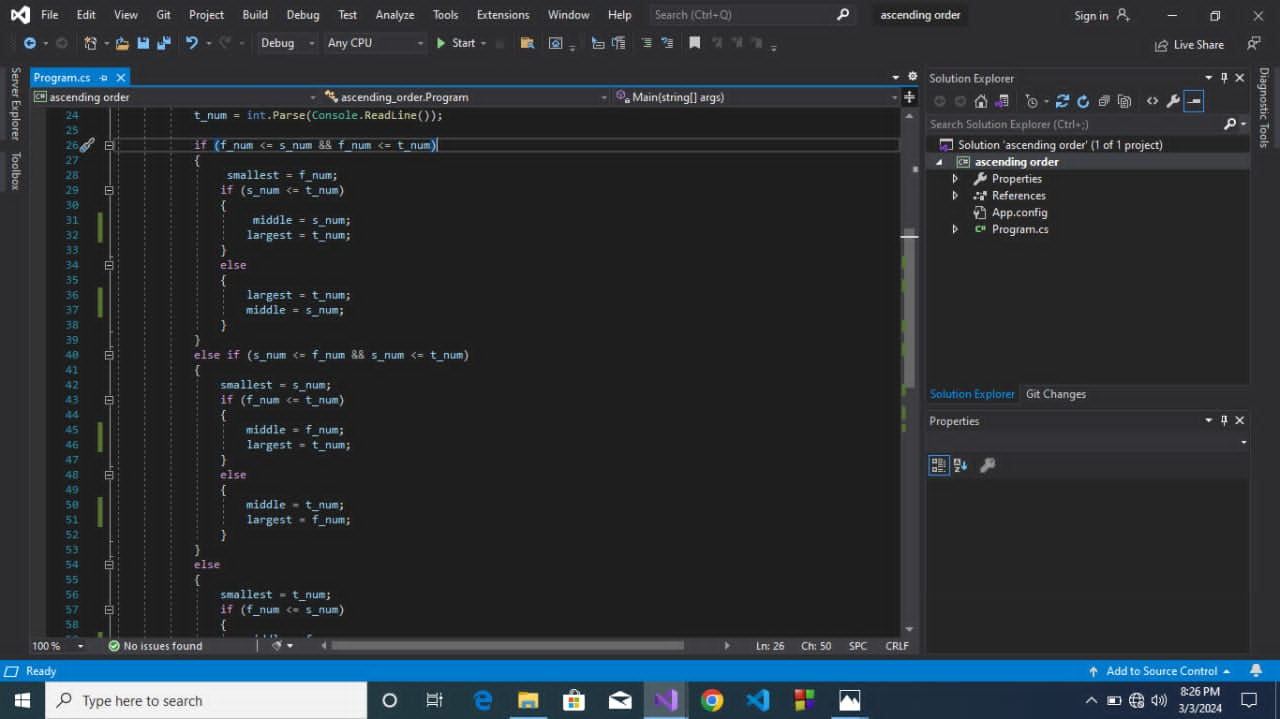 File Edit View Git Project Build Debug Test Analyze Tools Extensions Window Help Search (Ctrl+Q) ascending order Sign in
Debug Any CPU Start Live Share
Server Explorer
Toolbox
Program.cs
ascending order ascending_order.Program Main(string[] args)
24 t_num = int.Parse(Console.ReadLine());
25
26 if (f_num <= s_num && f_num <= t_num)
27 {
28 smallest = f_num;
29 if (s_num <= t_num)
30 {
31 middle = s_num;
32 largest = t_num;
33 }
34 else
35 {
36 largest = t_num;
37 middle = s_num;
38 }
39 }
40 else if (s_num <= f_num && s_num <= t_num)
41 {
42 smallest = s_num;
43 if (f_num <= t_num)
44 {
45 middle = f_num;
46 largest = t_num;
47 }
48 else
49 {
50 middle = t_num;
51 largest = f_num;
52 }
53 }
54 else
55 {
56 smallest = t_num;
57 if (f_num <= s_num)
58 {
100 % No issues found Ln: 26 Ch: 50 SPC CRLF
Solution Explorer
Search Solution Explorer (Ctrl+;)
Solution 'ascending order' (1 of 1 project)
ascending order
Properties
References
App.config
Program.cs
Solution Explorer Git Changes
Properties
Diagnostic Tools
Ready Add to Source Control
Type here to search
8:26 PM
3/3/2024